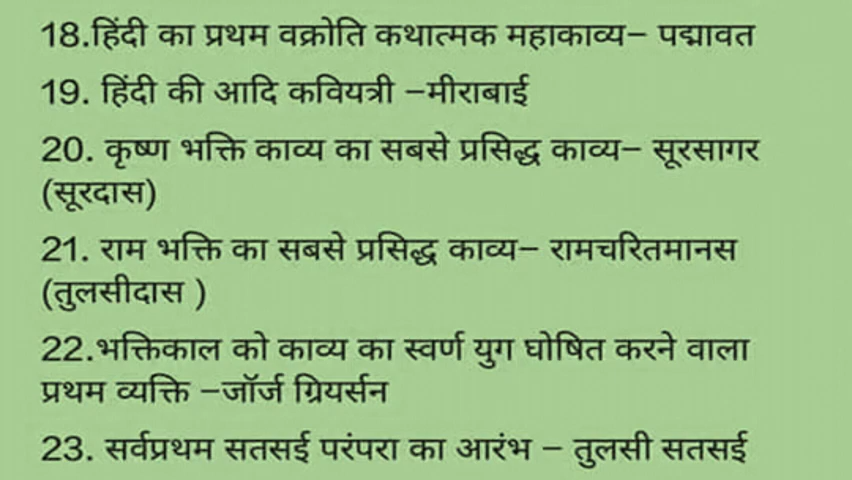 18.हिंदी का प्रथम वक्रोति कथात्मक महाकाव्य– पद्मावत
19. हिंदी की आदि कवियत्री –मीराबाई
20. कृष्ण भक्ति काव्य का सबसे प्रसिद्ध काव्य– सूरसागर
(सूरदास)
21. राम भक्ति का सबसे प्रसिद्ध काव्य– रामचरितमानस
(तुलसीदास )
22.भक्तिकाल को काव्य का स्वर्ण युग घोषित करने वाला
प्रथम व्यक्ति –जॉर्ज ग्रियर्सन
23. सर्वप्रथम सतसई परंपरा का आरंभ – तुलसी सतसई